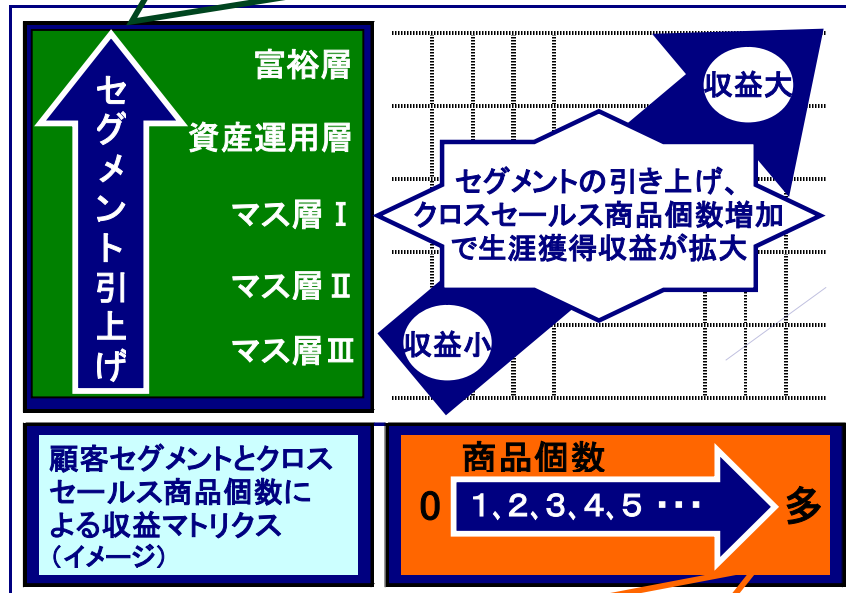 セグメント引上げ
富裕層
資産運用層
マス層Ⅰ
マス層Ⅱ
マス層Ⅲ
収益大
セグメントの引き上げ、
クロスセールス商品個数増加
で生涯獲得収益が拡大
収益小
顧客セグメントとクロス
セールス商品個数に
よる収益マトリクス
（イメージ）
商品個数
0
1、2、3、4、5 ・・・
多